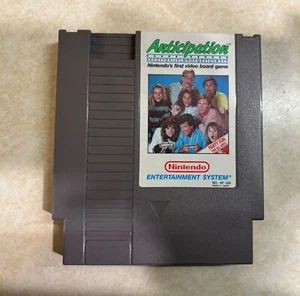 Anticipation
Nintendo's first video board game
Nintendo
ENTERTAINMENT SYSTEM®